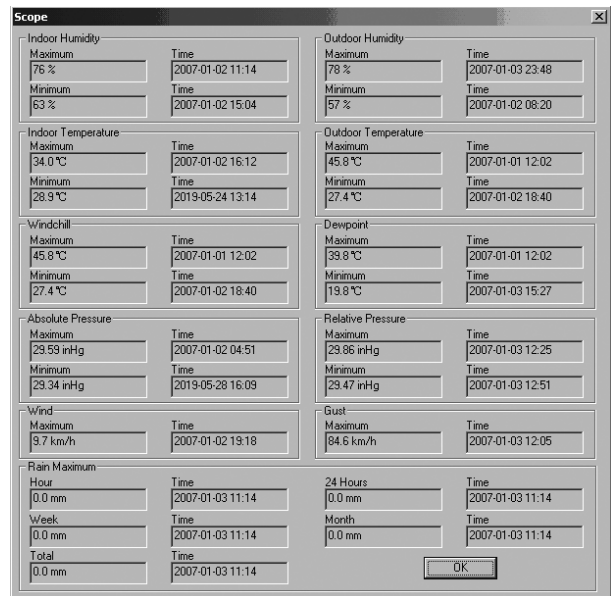 Scope
Indoor Humidity
Maximum Time
76 % 2007-01-02 11:14
Minimum Time
63 % 2007-01-02 15:04
Outdoor Humidity
Maximum Time
78 % 2007-01-03 23:48
Minimum Time
57 % 2007-01-02 08:20
Indoor Temperature
Maximum Time
34.0 ℃ 2007-01-02 16:12
Minimum Time
28.9 ℃ 2019-05-24 13:14
Outdoor Temperature
Maximum Time
45.8 ℃ 2007-01-01 12:02
Minimum Time
27.4 ℃ 2007-01-02 18:40
Windchill
Maximum Time
45.8 ℃ 2007-01-01 12:02
Minimum Time
27.4 ℃ 2007-01-02 18:40
Dewpoint
Maximum Time
39.8 ℃ 2007-01-01 12:02
Minimum Time
19.8 ℃ 2007-01-03 15:27
Absolute Pressure
Maximum Time
29.59 inHg 2007-01-02 04:51
Minimum Time
29.34 inHg 2019-05-28 16:09
Relative Pressure
Maximum Time
29.86 inHg 2007-01-03 12:25
Minimum Time
29.47 inHg 2007-01-03 12:51
Wind
Maximum Time
9.7 km/h 2007-01-02 19:18
Gust
Maximum Time
84.6 km/h 2007-01-03 12:05
Rain Maximum
Hour Time 24 Hours Time
0.0 mm 2007-01-03 11:14 0.0 mm 2007-01-03 11:14
Week Time Month Time
0.0 mm 2007-01-03 11:14 0.0 mm 2007-01-03 11:14
Total Time
0.0 mm 2007-01-03 11:14
OK